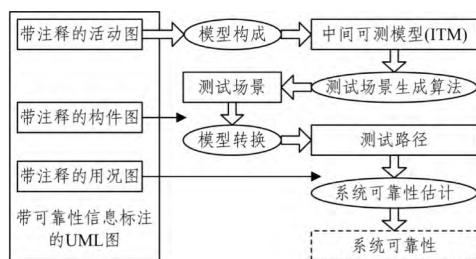 带注释的活动图
模型构成
中间可测模型(ITM)
测试场景
测试场景生成算法
带注释的构件图
模型转换
测试路径
带注释的用况图
系统可靠性估计
带可靠性信息标注
的UML图
系统可靠性